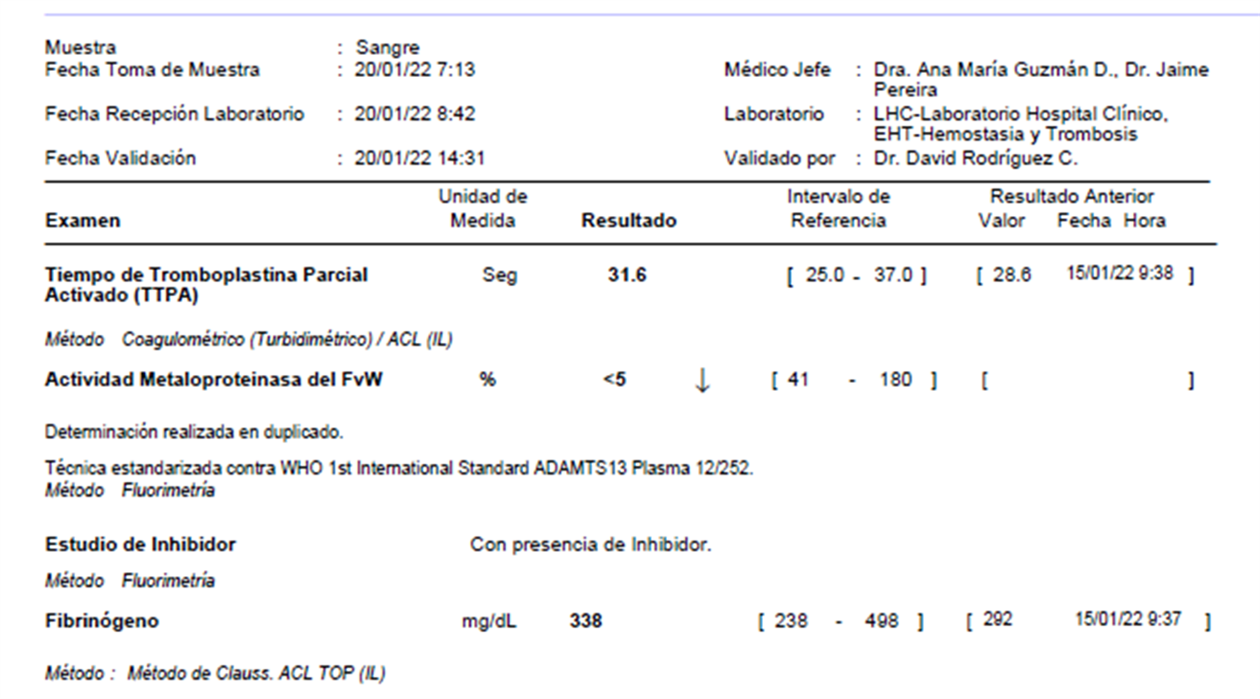 Muestra : Sangre
Fecha Toma de Muestra : 20/01/22 7:13 Médico Jefe : Dra. Ana María Guzmán D., Dr. Jaime
Pereira
Fecha Recepción Laboratorio : 20/01/22 8:42 Laboratorio : LHC-Laboratorio Hospital Clínico,
EHT-Hemostasia y Trombosis
Fecha Validación : 20/01/22 14:31 Validado por : Dr. David Rodríguez C.
Unidad de Intervalo de Resultado Anterior
Examen Medida Resultado Referencia Valor Fecha Hora
Tiempo de Tromboplastina Parcial Seg 31.6 [ 25.0 - 37.0 ] [ 28.6 15/01/22 9:38 ]
Activado (TTPA)
Método Coagulométrico (Turbidimétrico) / ACL (IL)
Actividad Metaloproteinasa del FvW % <5 ↓ [ 41 - 180 ] [ ]
Determinación realizada en duplicado.
Técnica estandarizada contra WHO 1st International Standard ADAMTS13 Plasma 12/252.
Método Fluorimetría
Estudio de Inhibidor Con presencia de Inhibidor.
Método Fluorimetría
Fibrinógeno mg/dL 338 [ 238 - 498 ] [ 292 15/01/22 9:37 ]
Método : Método de Clauss. ACL TOP (IL)